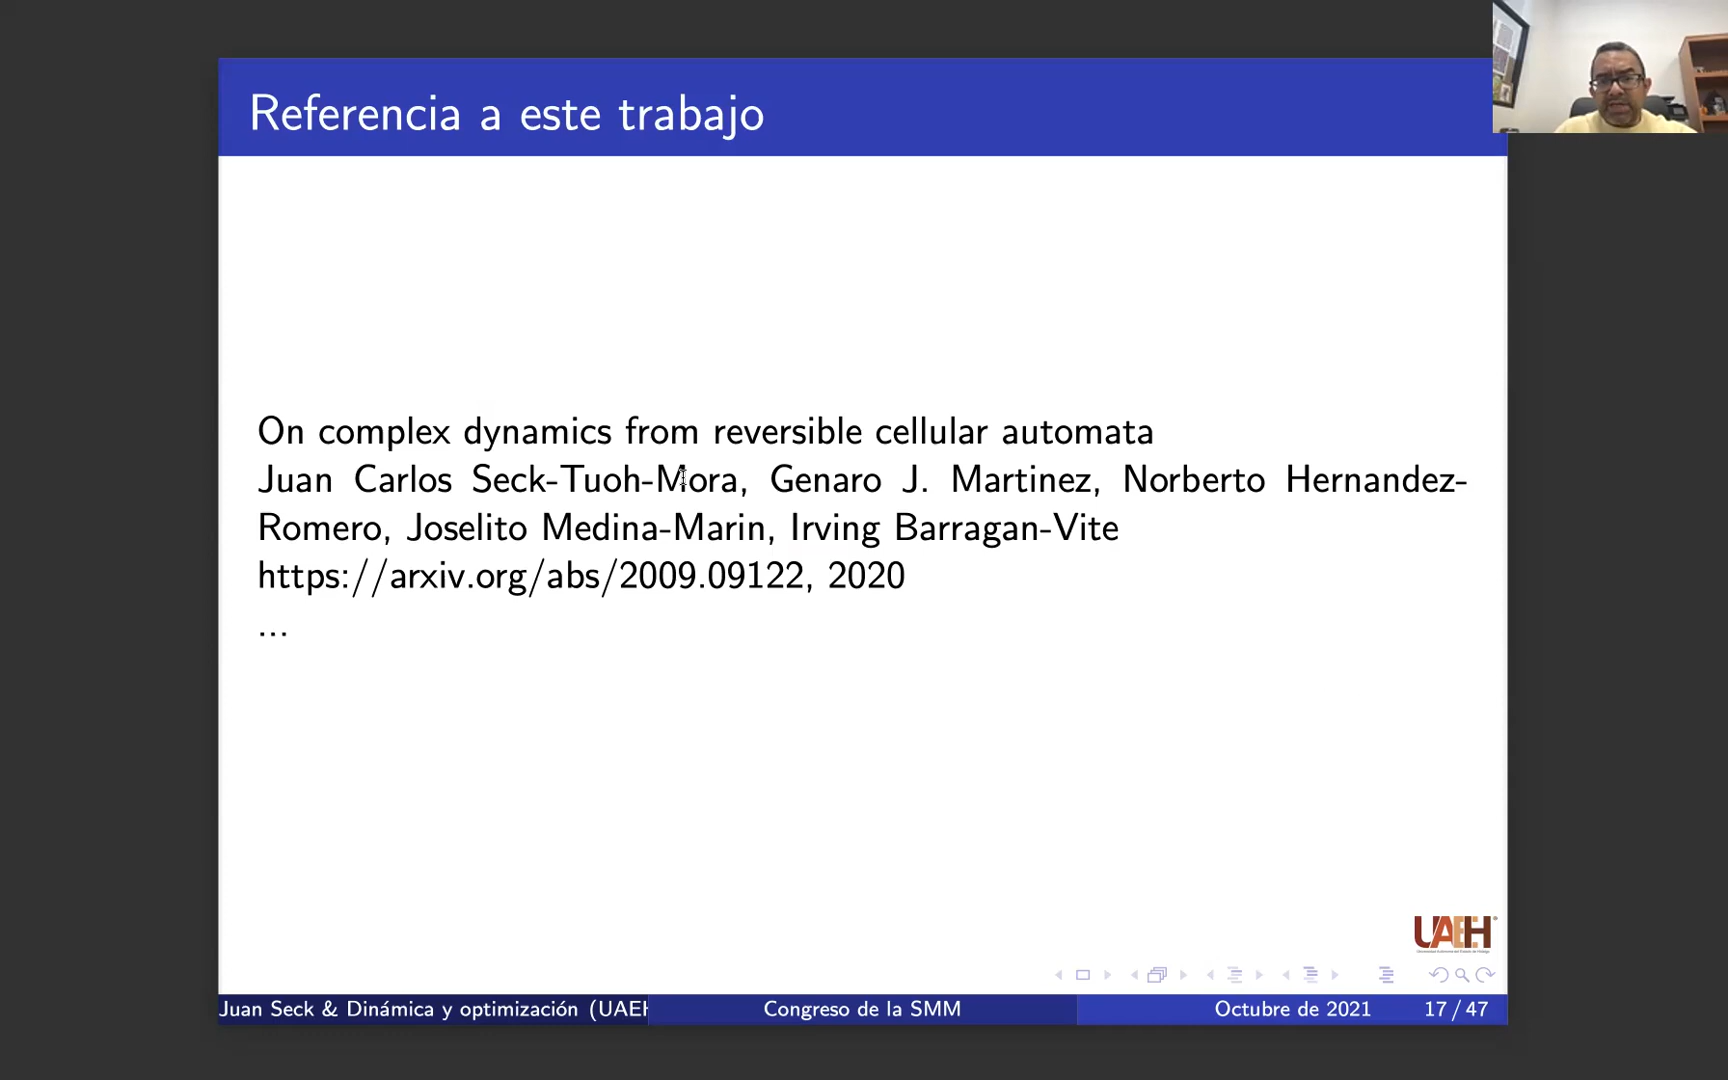 Referencia a este trabajo
On complex dynamics from reversible cellular automata
Juan Carlos Seck-Tuoh-Mora, Genaro J. Martinez, Norberto Hernandez-
Romero, Joselito Medina-Marin, Irving Barragan-Vite
https://arxiv.org/abs/2009.09122, 2020
...
UAEH
Juan Seck & Dinámica y optimización (UAEH
Congreso de la SMM
Octubre de 2021
17 / 47